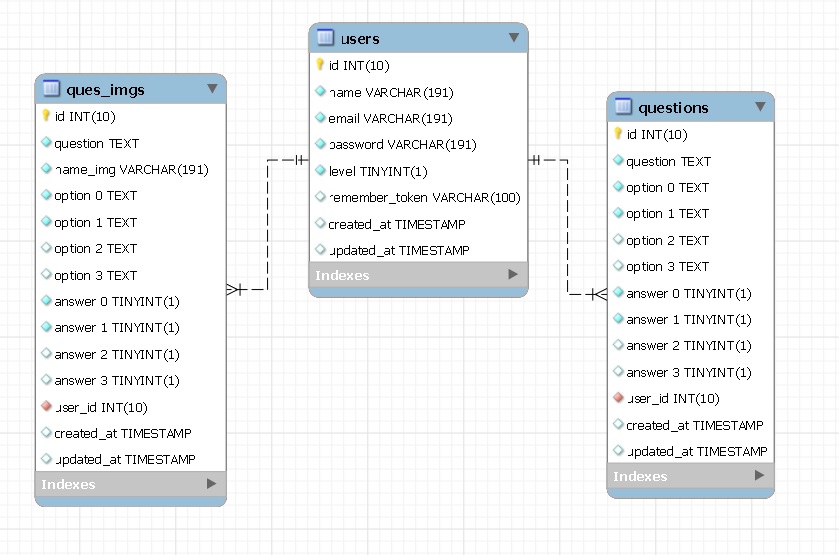 users
id INT(10)
name VARCHAR(191)
email VARCHAR(191)
password VARCHAR(191)
level TINYINT(1)
remember_token VARCHAR(100)
created_at TIMESTAMP
updated_at TIMESTAMP
Indexes
ques_imgs
id INT(10)
question TEXT
name_img VARCHAR(191)
option 0 TEXT
option 1 TEXT
option 2 TEXT
option 3 TEXT
answer 0 TINYINT(1)
answer 1 TINYINT(1)
answer 2 TINYINT(1)
answer 3 TINYINT(1)
user_id INT(10)
created_at TIMESTAMP
updated_at TIMESTAMP
Indexes
questions
id INT(10)
question TEXT
option 0 TEXT
option 1 TEXT
option 2 TEXT
option 3 TEXT
answer 0 TINYINT(1)
answer 1 TINYINT(1)
answer 2 TINYINT(1)
answer 3 TINYINT(1)
user_id INT(10)
created_at TIMESTAMP
updated_at TIMESTAMP
Indexes